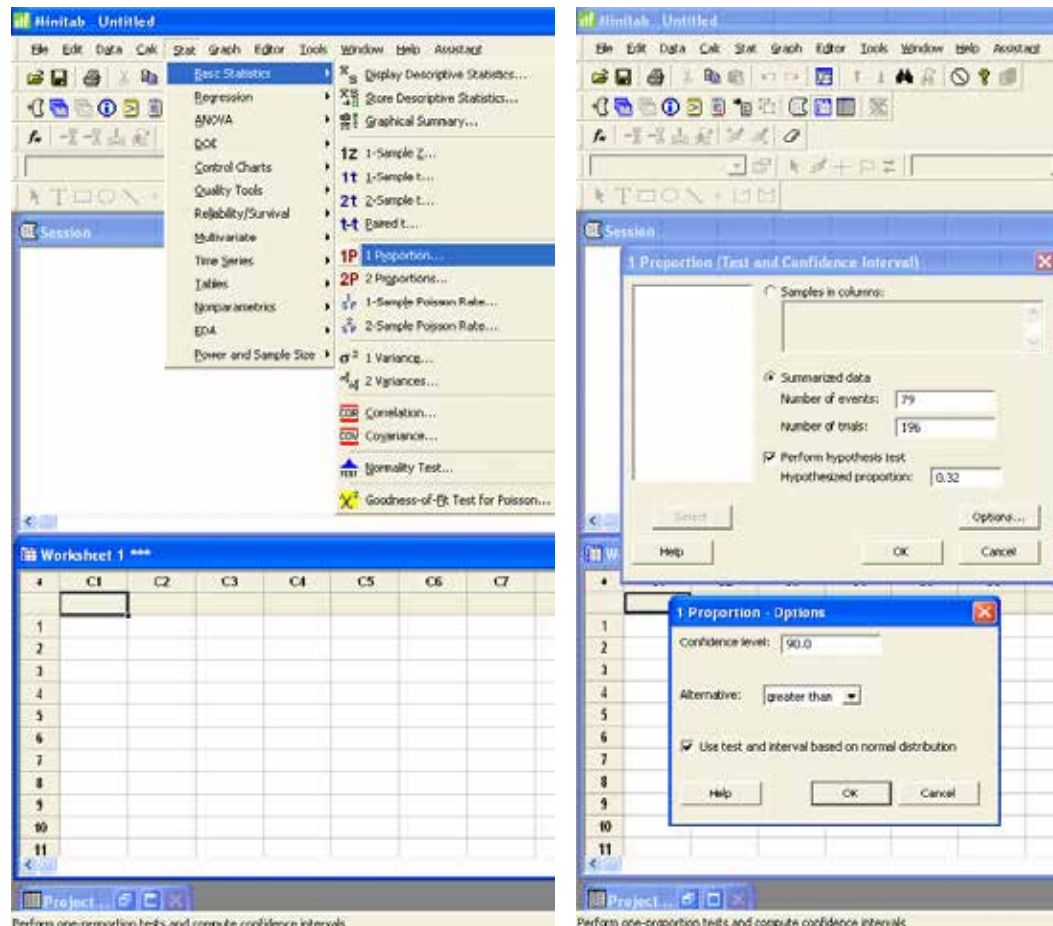 Minitab Untitled
File Edit Data Calc Stat Graph Editor Tools Window Help Assistant
Basic Statistics
Regression
ANOVA
DOE
Control Charts
Quality Tools
Reliability/Survival
Multivariate
Time Series
Tables
Nonparametrics
EDA
Power and Sample Size
Display Descriptive Statistics...
Store Descriptive Statistics...
Graphical Summary...
1Z 1-Sample Z...
1t 1-Sample t...
2t 2-Sample t...
t-t Paired t...
1P 1 Proportion...
2P 2 Proportions...
1-Sample Poisson Rate...
2-Sample Poisson Rate...
σ² 1 Variance...
2 Variances...
COR Correlation...
COV Covariance...
Normality Test...
Goodness-of-Fit Test for Poisson...
Session
Worksheet 1 ***
C1 C2 C3 C4 C5 C6 C7
1
2
3
4
5
6
7
8
9
10
11
Project...
Perform one-proportion tests and compute confidence intervals
Minitab Untitled
File Edit Data Calc Stat Graph Editor Tools Window Help Assistant
Session
1 Proportion (Test and Confidence Interval)
Samples in columns:
Summarized data
Number of events: 79
Number of trials: 196
Perform hypothesis test
Hypothesized proportion: 0.32
Select
Options...
Help OK Cancel
1 Proportion - Options
Confidence level: 90.0
Alternative: greater than
Use test and interval based on normal distribution
Help OK Cancel
1
2
3
4
5
6
7
8
9
10
11
Project...
Perform one-proportion tests and compute confidence intervals